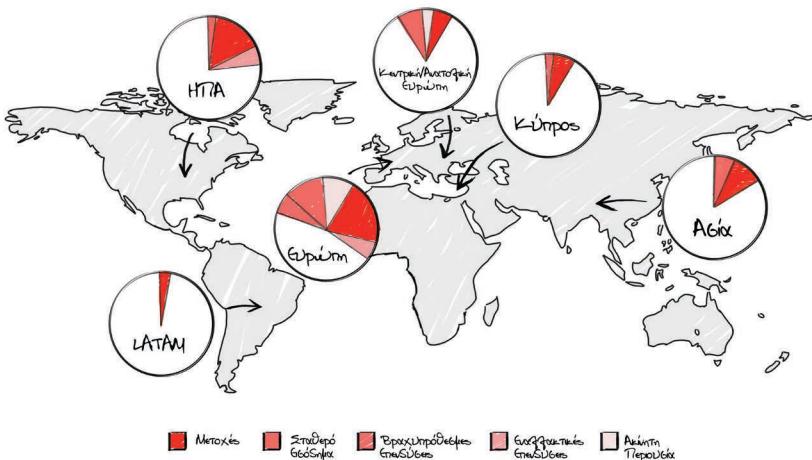 ΗΠΑ
Κεντρική/Ανατολική
Ευρώπη
Κύπρος
Ασία
Ευρώπη
LATAM
Μετοχές
Σταθερό
Εισόδημα
Βραχυπρόθεσμες
Επενδύσεις
Εναλλακτικές
Επενδύσεις
Ακίνητη
Περιουσία